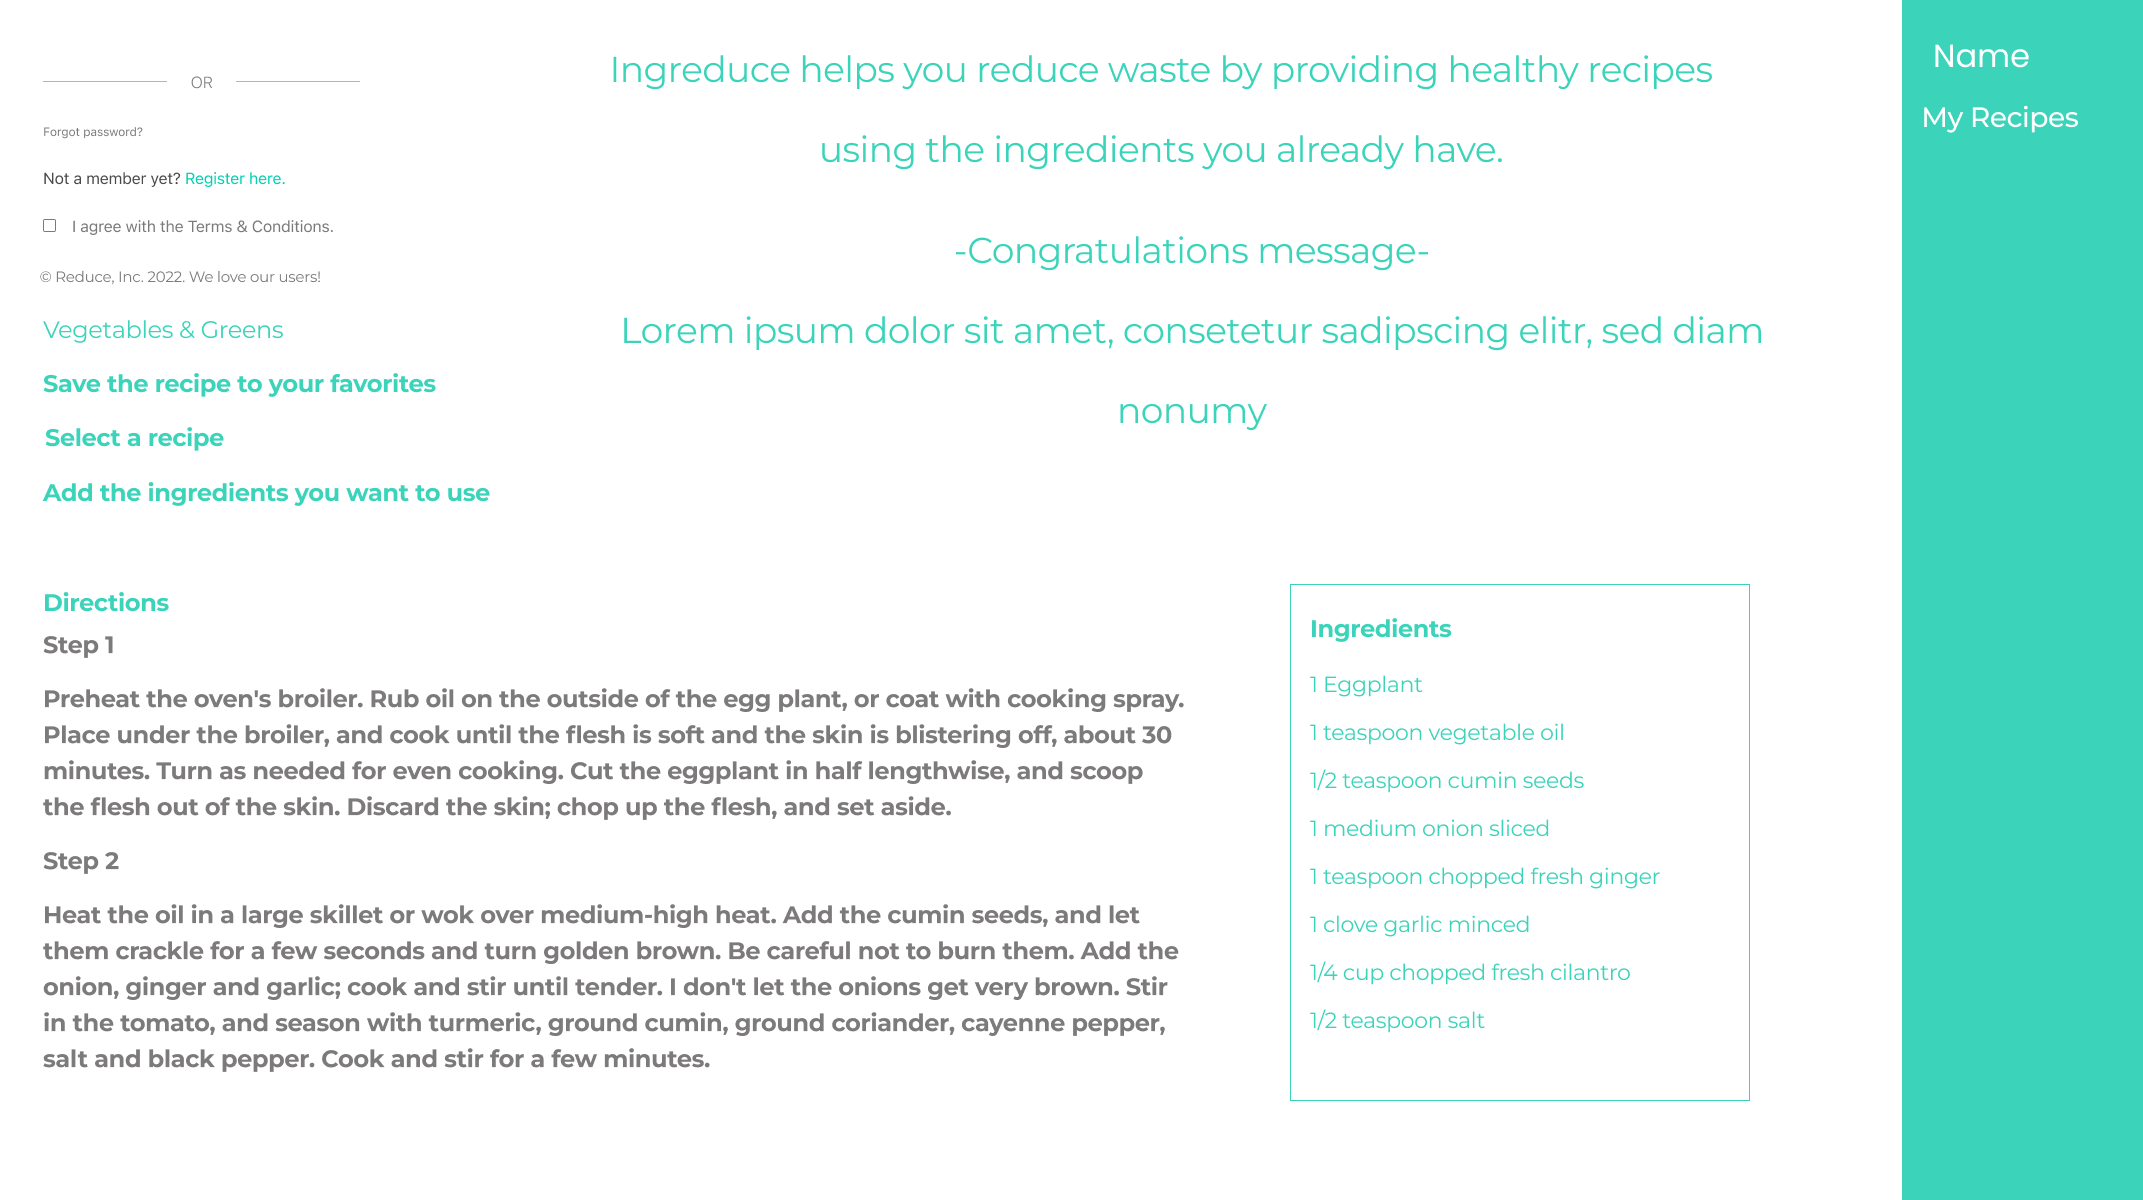 OR
Forgot password?
Not a member yet? Register here.
I agree with the Terms & Conditions.
© Reduce, Inc. 2022. We love our users!
Vegetables & Greens
Save the recipe to your favorites
Select a recipe
Add the ingredients you want to use
Ingreduce helps you reduce waste by providing healthy recipes
using the ingredients you already have.
-Congratulations message-
Lorem ipsum dolor sit amet, consetetur sadipscing elitr, sed diam
nonumy
Name
My Recipes
Directions
Step 1
Preheat the oven's broiler. Rub oil on the outside of the egg plant, or coat with cooking spray.
Place under the broiler, and cook until the flesh is soft and the skin is blistering off, about 30
minutes. Turn as needed for even cooking. Cut the eggplant in half lengthwise, and scoop
the flesh out of the skin. Discard the skin; chop up the flesh, and set aside.
Step 2
Heat the oil in a large skillet or wok over medium-high heat. Add the cumin seeds, and let
them crackle for a few seconds and turn golden brown. Be careful not to burn them. Add the
onion, ginger and garlic; cook and stir until tender. I don't let the onions get very brown. Stir
in the tomato, and season with turmeric, ground cumin, ground coriander, cayenne pepper,
salt and black pepper. Cook and stir for a few minutes.
Ingredients
1 Eggplant
1 teaspoon vegetable oil
1/2 teaspoon cumin seeds
1 medium onion sliced
1 teaspoon chopped fresh ginger
1 clove garlic minced
1/4 cup chopped fresh cilantro
1/2 teaspoon salt